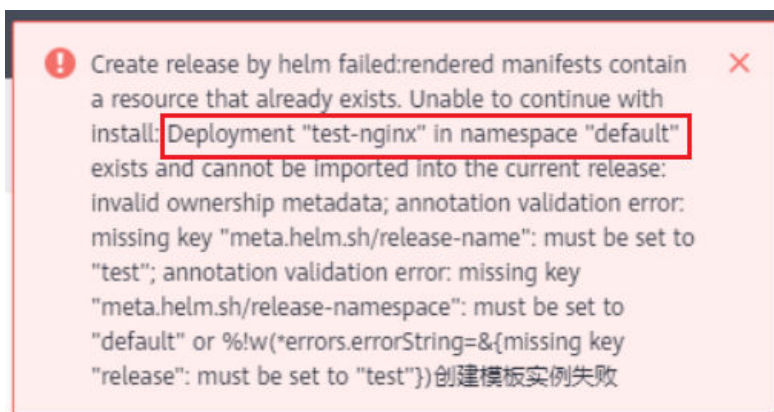 Create release by helm failed:rendered manifests contain
a resource that already exists. Unable to continue with
install: Deployment "test-nginx" in namespace "default"
exists and cannot be imported into the current release:
invalid ownership metadata; annotation validation error:
missing key "meta.helm.sh/release-name": must be set to
"test"; annotation validation error: missing key
"meta.helm.sh/release-namespace": must be set to
"default" or %!w(*errors.errorString=&{missing key
"release": must be set to "test"})创建模板实例失败